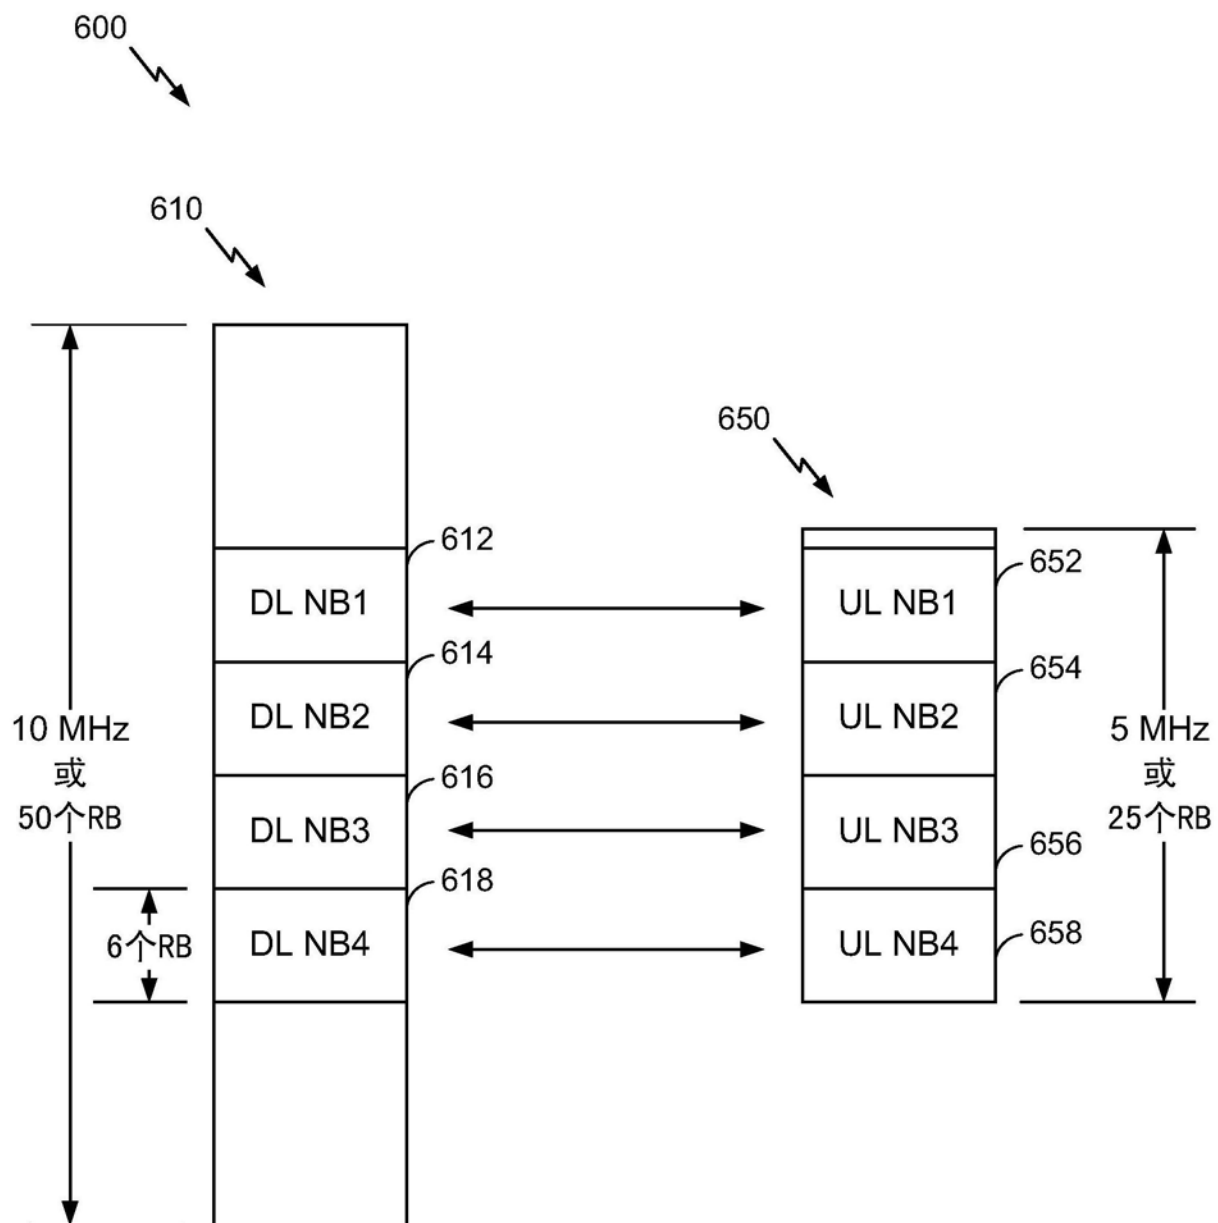 600
610
650
612
652
DL NB1
UL NB1
614
654
DL NB2
UL NB2
10 MHz
或
50个RB
5 MHz
或
25个RB
616
656
DL NB3
UL NB3
618
658
6个RB
DL NB4
UL NB4